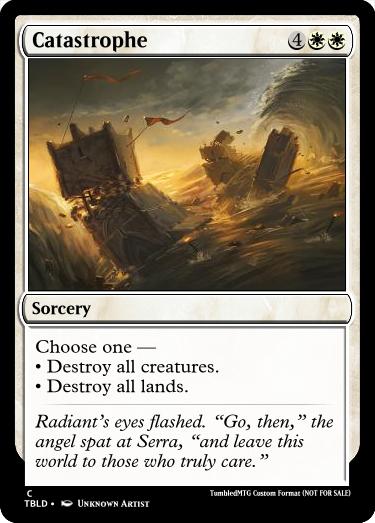 Catastrophe 4
Sorcery
Choose one —
• Destroy all creatures.
• Destroy all lands.
Radiant's eyes flashed. “Go, then,” the
angel spat at Serra, “and leave this
world to those who truly care.”
C
TBLD • Unknown Artist
TumbledMTG Custom Format (NOT FOR SALE)